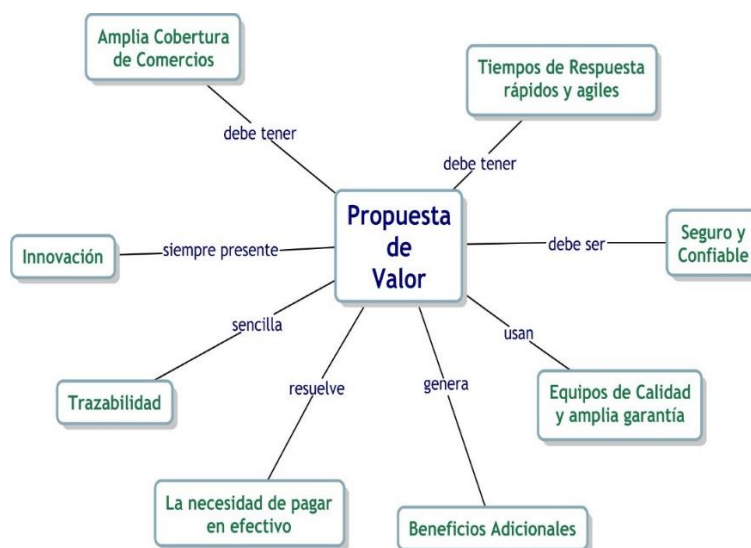 Amplia Cobertura
de Comercios
Tiempos de Respuesta
rápidos y agiles
debe tener
debe tener
Propuesta
de
Valor
Innovación
siempre presente
debe ser
Seguro y
Confiable
sencilla
usan
Trazabilidad
resuelve
genera
Equipos de Calidad
y amplia garantía
La necesidad de pagar
en efectivo
Beneficios Adicionales